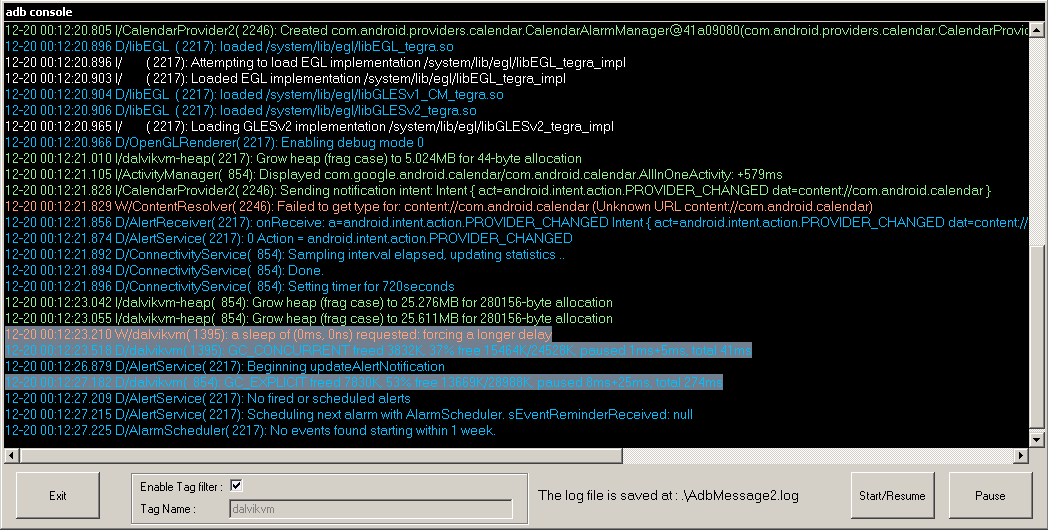 adb console
12-20 00:12:20.805 I/CalendarProvider2( 2246): Created com.android.providers.calendar.CalendarAlarmManager@41a09080(com.android.providers.calendar.CalendarProvic
12-20 00:12:20.896 D/libEGL ( 2217): loaded /system/lib/egl/libEGL_tegra.so
12-20 00:12:20.896 I/ ( 2217): Attempting to load EGL implementation /system/lib/egl/libEGL_tegra_impl
12-20 00:12:20.903 I/ ( 2217): Loaded EGL implementation /system/lib/egl/libEGL_tegra_impl
12-20 00:12:20.904 D/libEGL ( 2217): loaded /system/lib/egl/libGLESv1_CM_tegra.so
12-20 00:12:20.906 D/libEGL ( 2217): loaded /system/lib/egl/libGLESv2_tegra.so
12-20 00:12:20.965 I/ ( 2217): Loading GLESv2 implementation /system/lib/egl/libGLESv2_tegra_impl
12-20 00:12:20.966 D/OpenGLRenderer( 2217): Enabling debug mode 0
12-20 00:12:21.010 I/dalvikvm-heap( 2217): Grow heap (frag case) to 5.024MB for 44-byte allocation
12-20 00:12:21.105 I/ActivityManager( 854): Displayed com.google.android.calendar/com.android.calendar.AllInOneActivity: +579ms
12-20 00:12:21.828 I/CalendarProvider2( 2246): Sending notification intent: Intent { act=android.intent.action.PROVIDER_CHANGED dat=content://com.android.calendar }
12-20 00:12:21.829 W/ContentResolver( 2246): Failed to get type for: content://com.android.calendar (Unknown URL content://com.android.calendar)
12-20 00:12:21.856 D/AlertReceiver( 2217): onReceive: a=android.intent.action.PROVIDER_CHANGED Intent { act=android.intent.action.PROVIDER_CHANGED dat=content://
12-20 00:12:21.874 D/AlertService( 2217): 0 Action = android.intent.action.PROVIDER_CHANGED
12-20 00:12:21.892 D/ConnectivityService( 854): Sampling interval elapsed, updating statistics ..
12-20 00:12:21.894 D/ConnectivityService( 854): Done.
12-20 00:12:21.896 D/ConnectivityService( 854): Setting timer for 720seconds
12-20 00:12:23.042 I/dalvikvm-heap( 854): Grow heap (frag case) to 25.276MB for 280156-byte allocation
12-20 00:12:23.055 I/dalvikvm-heap( 854): Grow heap (frag case) to 25.611MB for 280156-byte allocation
12-20 00:12:23.210 W/dalvikvm( 1395): a sleep of (0ms, 0ns) requested: forcing a longer delay
12-20 00:12:23.518 D/dalvikvm( 1395): GC_CONCURRENT freed 37% free paused 1ms+5ms, total 41ms
12-20 00:12:26.879 D/AlertService( 2217): Beginning updateAlertNotification
D/dalvikvm( 854): GC_EXPLICIT freed free paused total 274ms
12-20 00:12:27.209 D/AlertService( 2217): No fired or scheduled alerts
12-20 00:12:27.215 D/AlertService( 2217): Scheduling next alarm with AlarmScheduler. sEventReminderReceived: null
12-20 00:12:27.225 D/AlarmScheduler( 2217): No events found starting within 1 week.
Exit
Enable Tag filter :
Tag Name : dalvikvm
The log file is saved at : .\AdbMessage2.log
Start/Resume
Pause